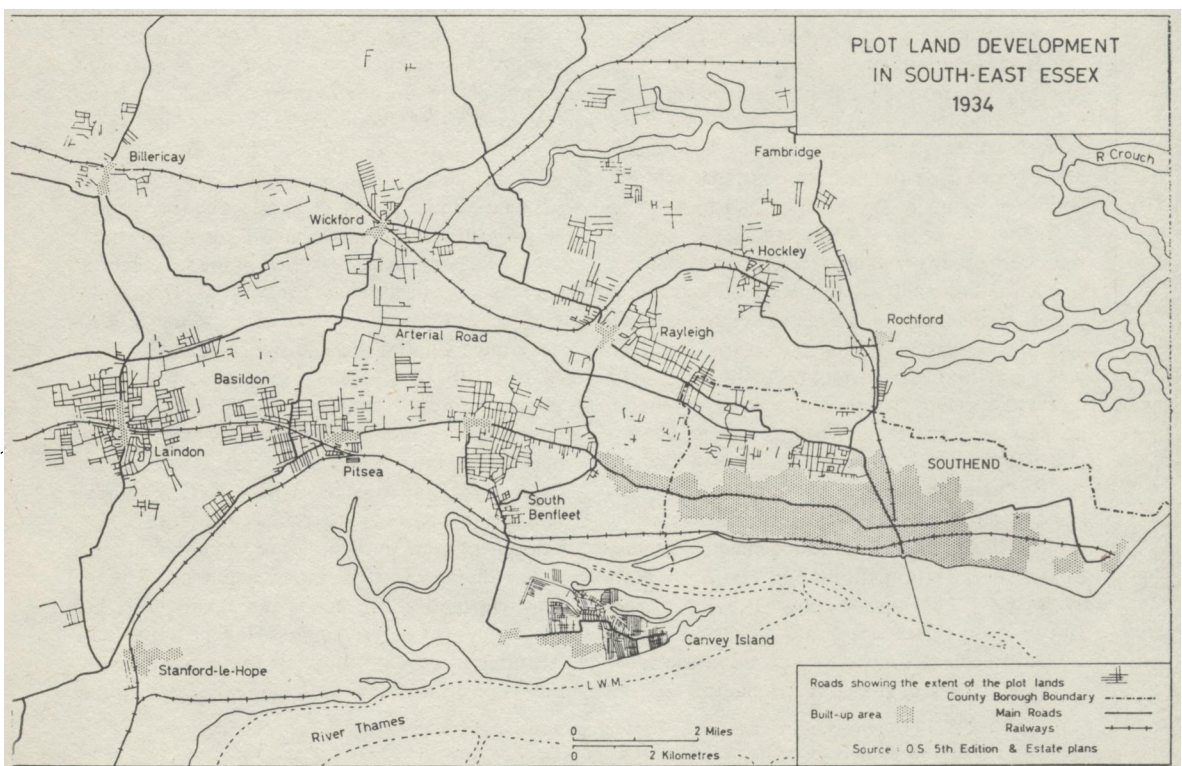 PLOT LAND DEVELOPMENT
IN SOUTH-EAST ESSEX
1934
R Crouch
Fambridge
Billericay
Wickford
Hockley
Rochford
Rayleigh
Arterial Road
Basildon
Laindon
Pitsea
SOUTHEND
South
Benfleet
Canvey Island
Stanford-le-Hope
L.W.M.
River Thames
0 2 Miles
0 2 Kilometres
Roads showing the extent of the plot lands
County Borough Boundary
Built-up area
Main Roads
Railways
Source : O.S. 5th. Edition & Estate plans